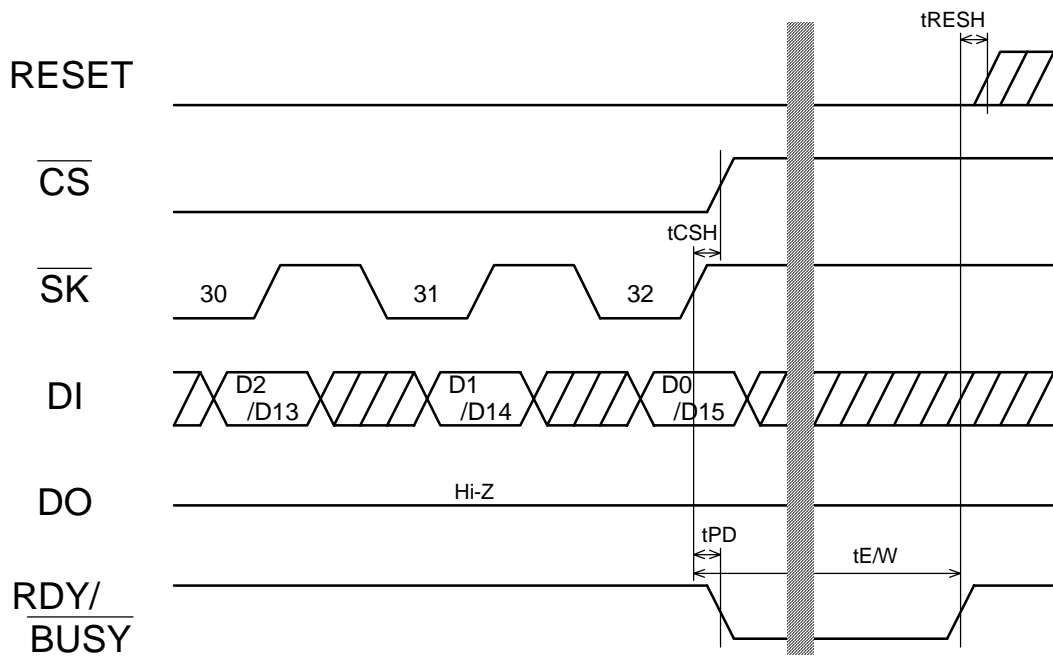 tRESH
RESET
CS
tCSH
SK
30
31
32
DI
D2
/D13
D1
/D14
D0
/D15
DO
Hi-Z
tPD
tE/W
RDY/
BUSY